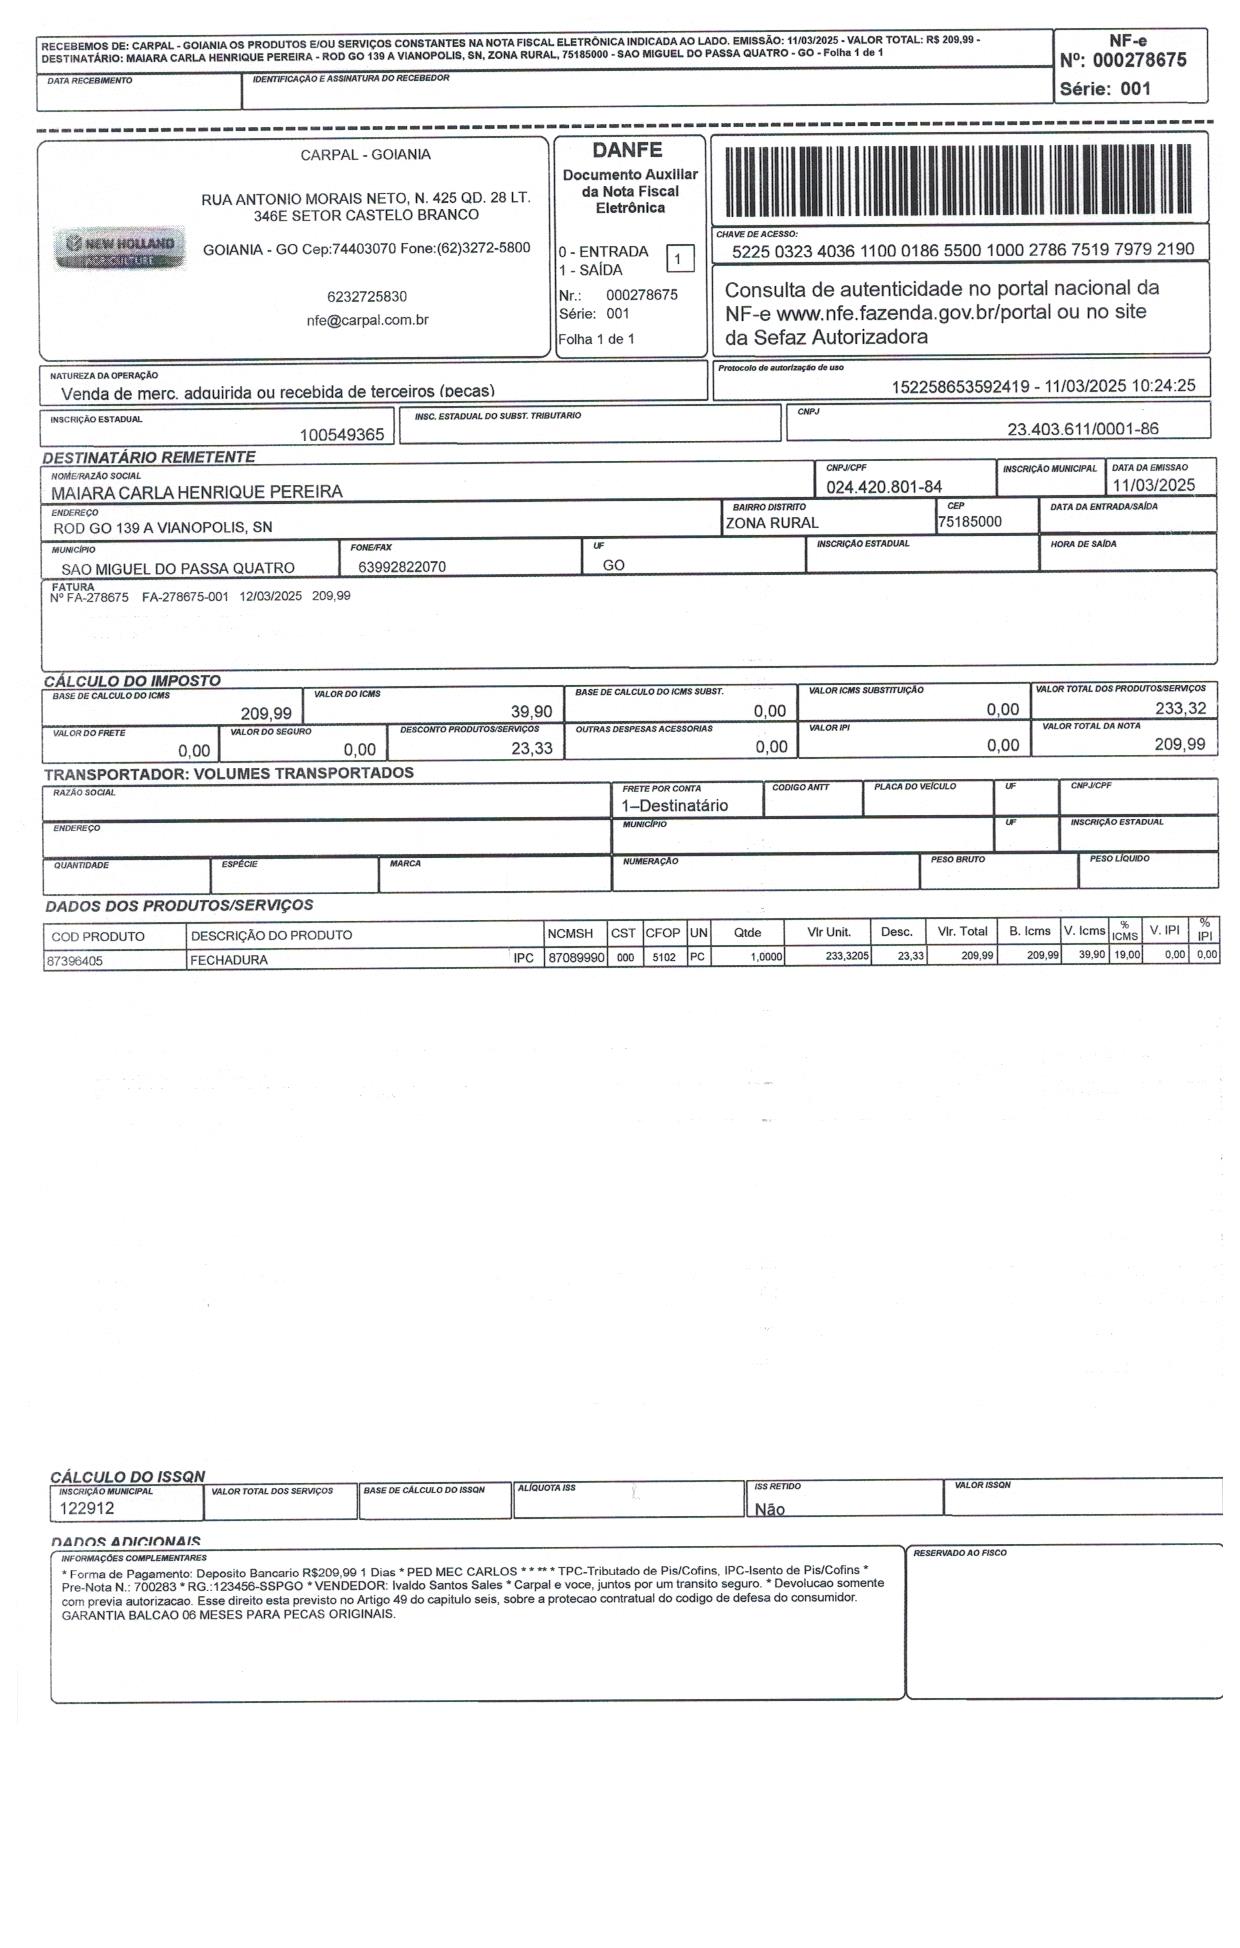 RECEBEMOS DE: CARPAL - GOIANIA OS PRODUTOS E/OU SERVIÇOS CONSTANTES NA NOTA FISCAL ELETRÔNICA INDICADA AO LADO. EMISSÃO: 11/03/2025 - VALOR TOTAL: R$ 209,99 -
DESTINATÁRIO: MAIARA CARLA HENRIQUE PEREIRA - ROD GO 139 A VIANOPOLIS, SN, ZONA RURAL, 75185000 - SAO MIGUEL DO PASSA QUATRO - GO - Folha 1 de 1
DATA RECEBIMENTO
IDENTIFICAÇÃO E ASSINATURA DO RECEBEDOR
NF-e
Nº: 000278675
Série: 001
NEW HOLLAND
AGRICULTURE
CARPAL - GOIANIA
RUA ANTONIO MORAIS NETO, N. 425 QD. 28 LT.
346E SETOR CASTELO BRANCO
GOIANIA - GO Cep:74403070 Fone:(62)3272-5800
6232725830
nfe@carpal.com.br
DANFE
Documento Auxiliar
da Nota Fiscal
Eletrônica
0 - ENTRADA
1 - SAÍDA
1
Nr.: 000278675
Série: 001
Folha 1 de 1
CHAVE DE ACESSO:
5225 0323 4036 1100 0186 5500 1000 2786 7519 7979 2190
Consulta de autenticidade no portal nacional da
NF-e www.nfe.fazenda.gov.br/portal ou no site
da Sefaz Autorizadora
NATUREZA DA OPERAÇÃO
Venda de merc. adquirida ou recebida de terceiros (pecas)
Protocolo de autorização de uso
152258653592419 - 11/03/2025 10:24:25
INSCRIÇÃO ESTADUAL
100549365
INSC. ESTADUAL DO SUBST. TRIBUTARIO
CNPJ
23.403.611/0001-86
DESTINATÁRIO REMETENTE
NOME/RAZÃO SOCIAL
MAIARA CARLA HENRIQUE PEREIRA
CNPJ/CPF
024.420.801-84
INSCRIÇÃO MUNICIPAL
DATA DA EMISSAO
11/03/2025
ENDEREÇO
ROD GO 139 A VIANOPOLIS, SN
BAIRRO DISTRITO
ZONA RURAL
CEP
75185000
DATA DA ENTRADA/SAÍDA
MUNICÍPIO
SAO MIGUEL DO PASSA QUATRO
FONE/FAX
63992822070
UF
GO
INSCRIÇÃO ESTADUAL
HORA DE SAÍDA
FATURA
Nº FA-278675 FA-278675-001 12/03/2025 209,99
CÁLCULO DO IMPOSTO
BASE DE CALCULO DO ICMS
209,99
VALOR DO ICMS
39,90
BASE DE CALCULO DO ICMS SUBST.
0,00
VALOR ICMS SUBSTITUIÇÃO
0,00
VALOR TOTAL DOS PRODUTOS/SERVIÇOS
233,32
VALOR DO FRETE
0,00
VALOR DO SEGURO
0,00
DESCONTO PRODUTOS/SERVIÇOS
23,33
OUTRAS DESPESAS ACESSORIAS
0,00
VALOR IPI
0,00
VALOR TOTAL DA NOTA
209,99
TRANSPORTADOR: VOLUMES TRANSPORTADOS
RAZÃO SOCIAL
FRETE POR CONTA
1–Destinatário
CODIGO ANTT
PLACA DO VEÍCULO
UF
CNPJ/CPF
ENDEREÇO
MUNICÍPIO
UF
INSCRIÇÃO ESTADUAL
QUANTIDADE
ESPÉCIE
MARCA
NUMERAÇÃO
PESO BRUTO
PESO LÍQUIDO
DADOS DOS PRODUTOS/SERVIÇOS
COD PRODUTO DESCRIÇÃO DO PRODUTO NCMSH CST CFOP UN Qtde Vlr Unit. Desc. Vlr. Total B. Icms V. Icms % ICMS V. IPI % IPI
87396405 FECHADURA IPC 87089990 000 5102 PC 1,0000 233,3205 23,33 209,99 209,99 39,90 19,00 0,00 0,00
CÁLCULO DO ISSQN
INSCRIÇÃO MUNICIPAL
122912
VALOR TOTAL DOS SERVIÇOS
BASE DE CÁLCULO DO ISSQN
ALÍQUOTA ISS
ISS RETIDO
Não
VALOR ISSQN
DADOS ADICIONAIS
INFORMAÇÕES COMPLEMENTARES
* Forma de Pagamento: Deposito Bancario R$209,99 1 Dias * PED MEC CARLOS * * * * * TPC-Tributado de Pis/Cofins, IPC-Isento de Pis/Cofins *
Pre-Nota N.: 700283 * RG.:123456-SSPGO * VENDEDOR: Ivaldo Santos Sales * Carpal e voce, juntos por um transito seguro. * Devolucao somente
com previa autorizacao. Esse direito esta previsto no Artigo 49 do capitulo seis, sobre a protecao contratual do codigo de defesa do consumidor.
GARANTIA BALCAO 06 MESES PARA PECAS ORIGINAIS.
RESERVADO AO FISCO